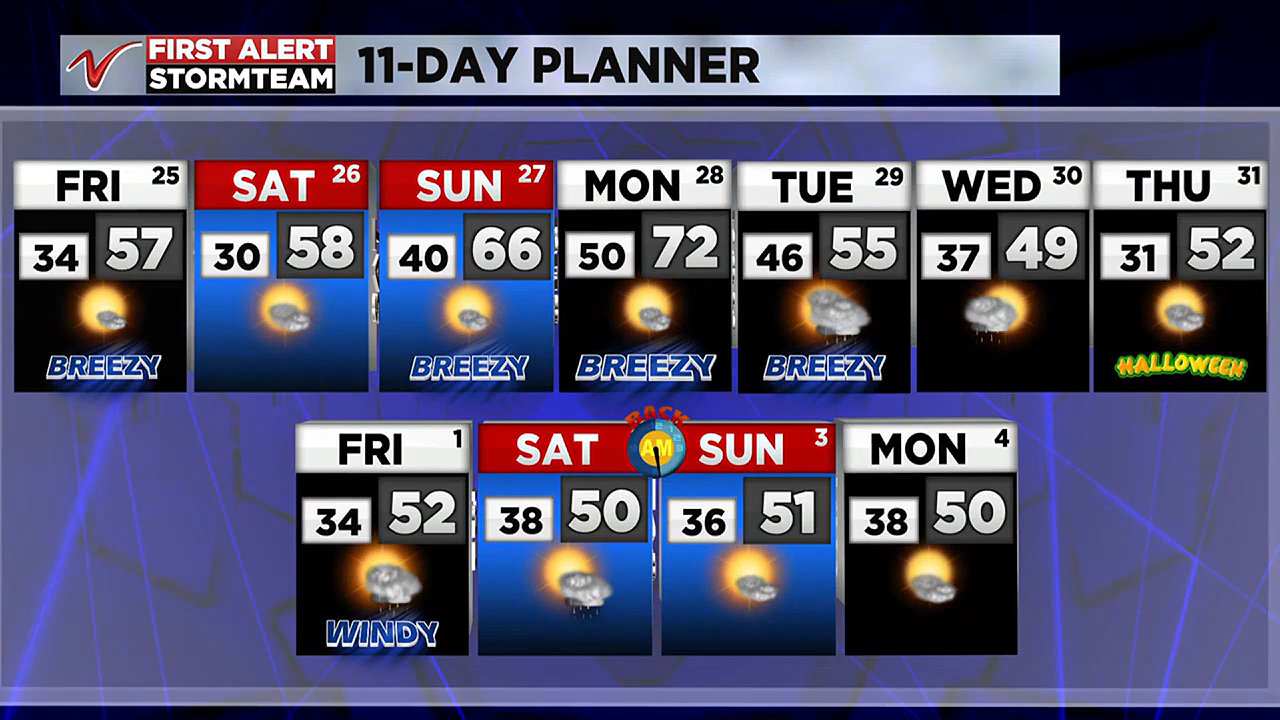 FIRST ALERT
STORMTEAM
11-DAY PLANNER
FRI 25
34 57
BREEZY
SAT 26
30 58
SUN 27
40 66
BREEZY
MON 28
50 72
BREEZY
TUE 29
46 55
BREEZY
WED 30
37 49
THU 31
31 52
HALLOWEEN
FRI 1
34 52
WINDY
SAT
38 50
BACK
AM
SUN 3
36 51
MON 4
38 50